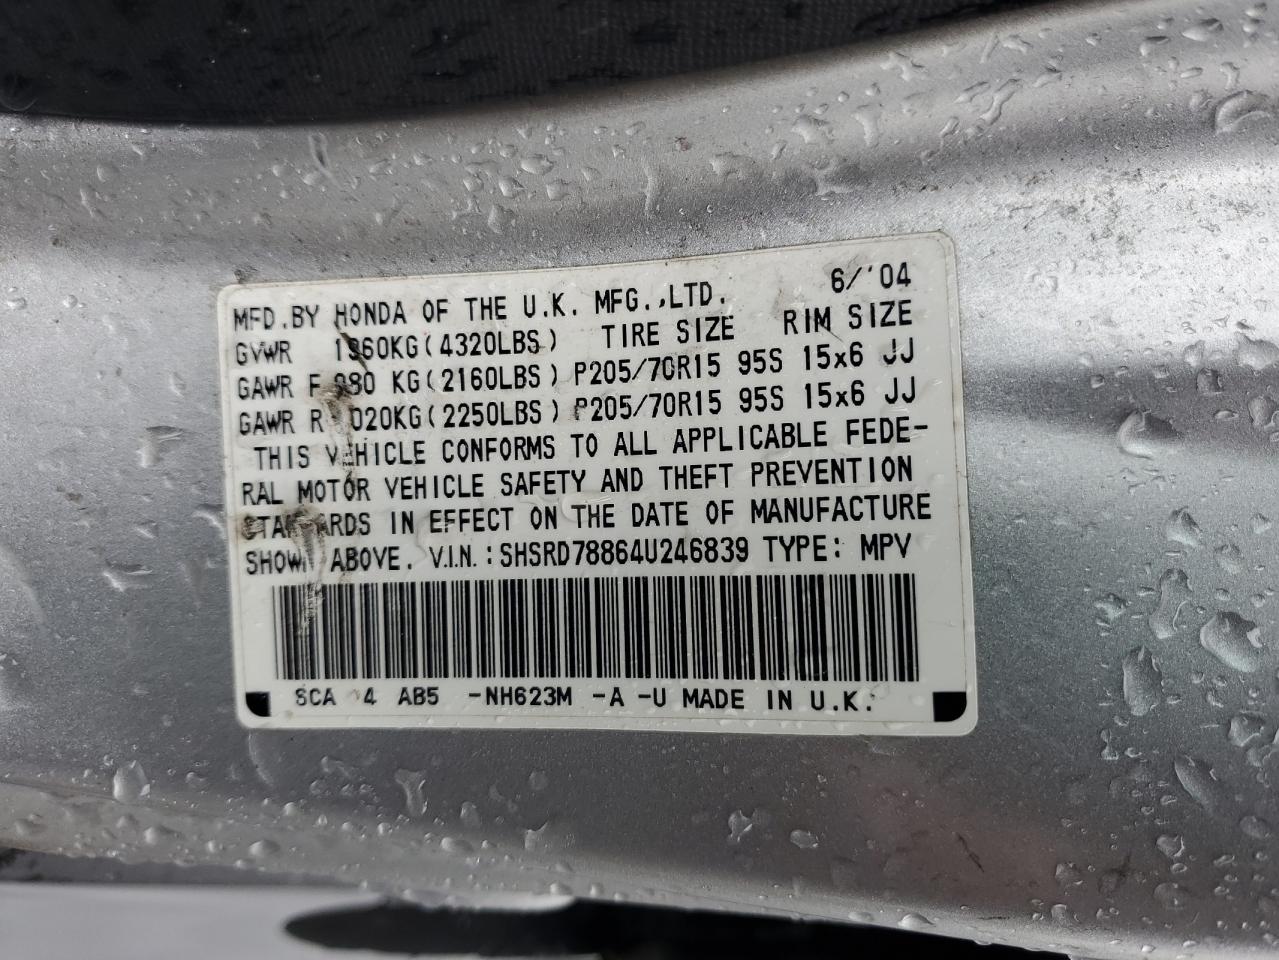 MFD.BY HONDA OF THE U.K. MFG.,LTD. 6/'04
GVWR 1960KG(4320LBS) TIRE SIZE RIM SIZE
GAWR F 980 KG(2160LBS) P205/70R15 95S 15x6 JJ
GAWR R 1020KG(2250LBS) P205/70R15 95S 15x6 JJ
THIS VEHICLE CONFORMS TO ALL APPLICABLE FEDE-
RAL MOTOR VEHICLE SAFETY AND THEFT PREVENTION
STANDARDS IN EFFECT ON THE DATE OF MANUFACTURE
SHOWN ABOVE. V.I.N.:SHSRD78864U246839 TYPE: MPV
SCA 4 AB5 -NH623M -A -U MADE IN U.K.